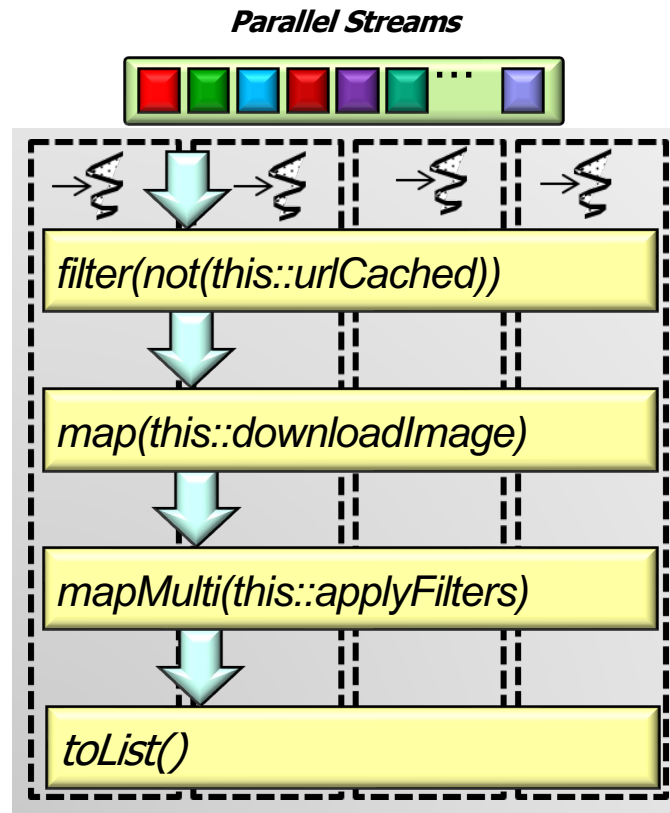 Parallel Streams
...
filter(not(this::urlCached))
map(this::downloadImage)
mapMulti(this::applyFilters)
toList()